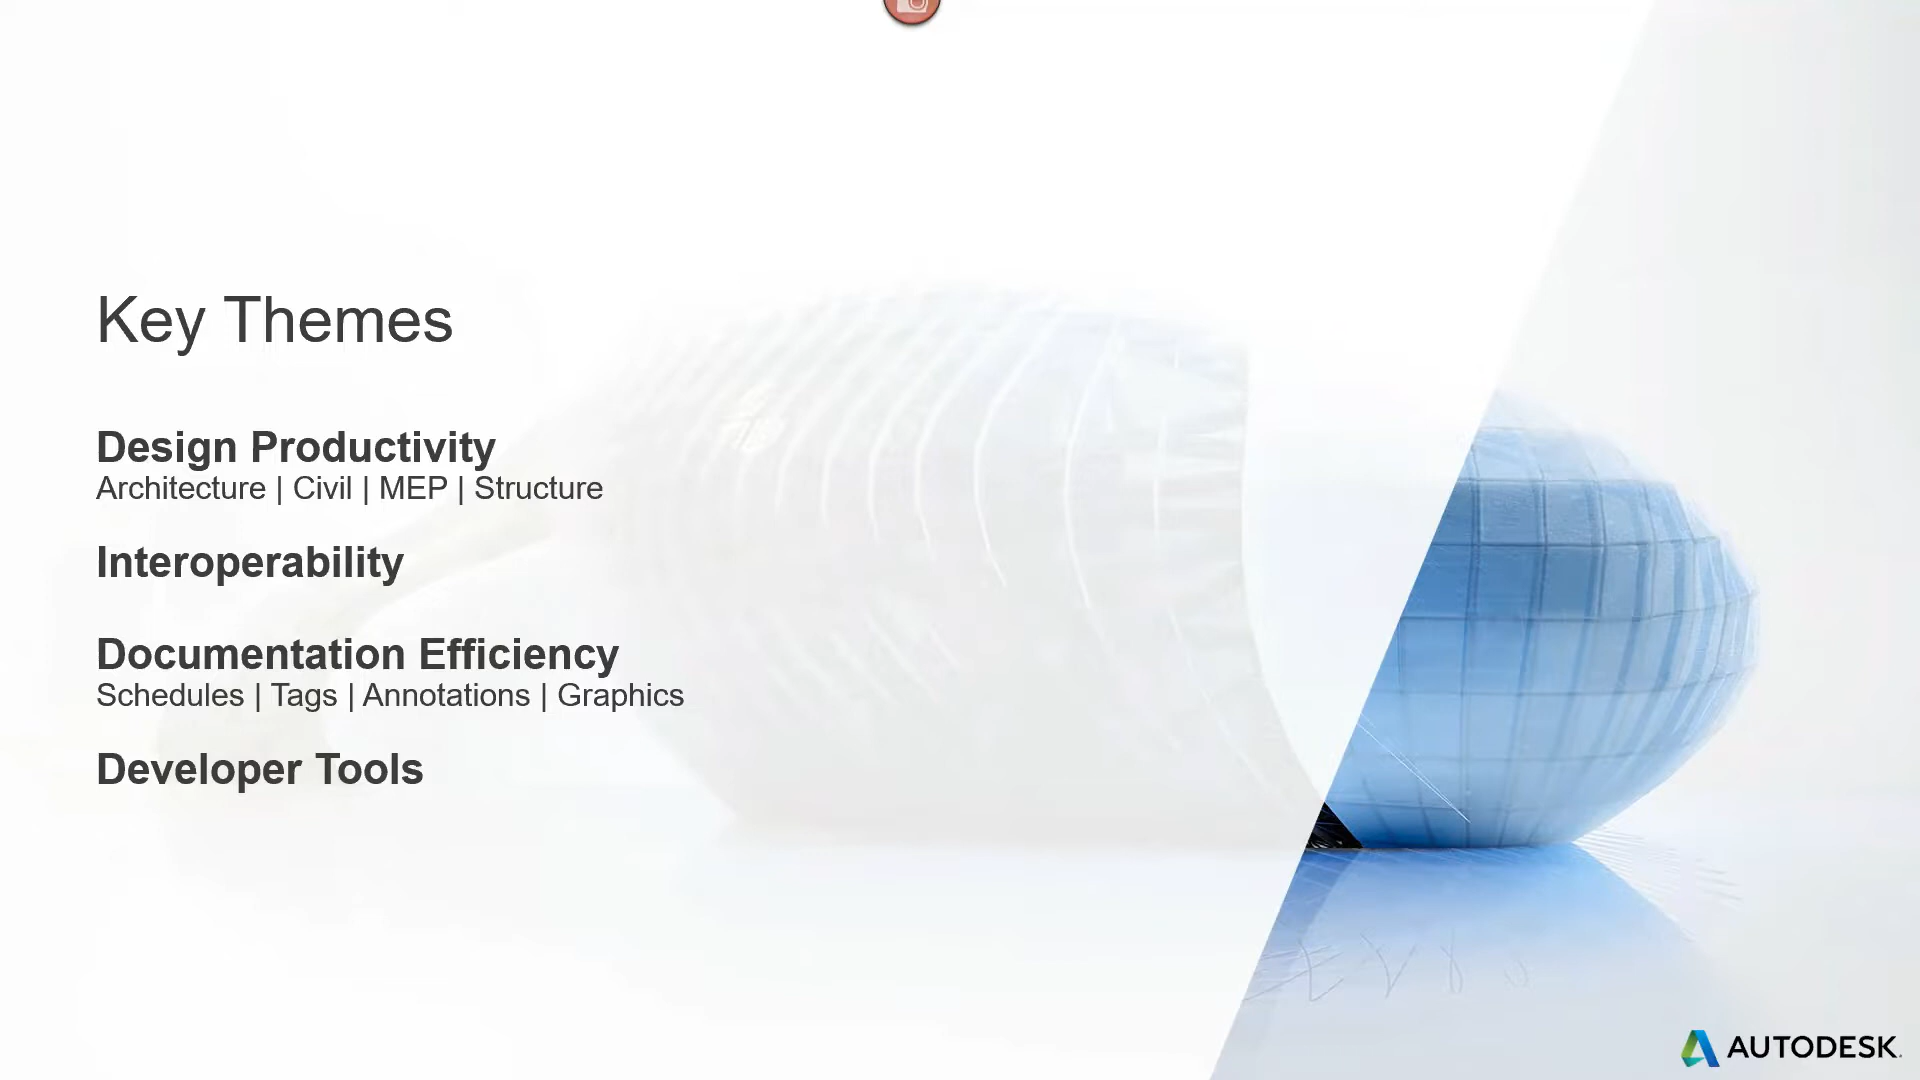 Key Themes
Design Productivity
Architecture | Civil | MEP | Structure
Interoperability
Documentation Efficiency
Schedules | Tags | Annotations | Graphics
Developer Tools
AUTODESK.